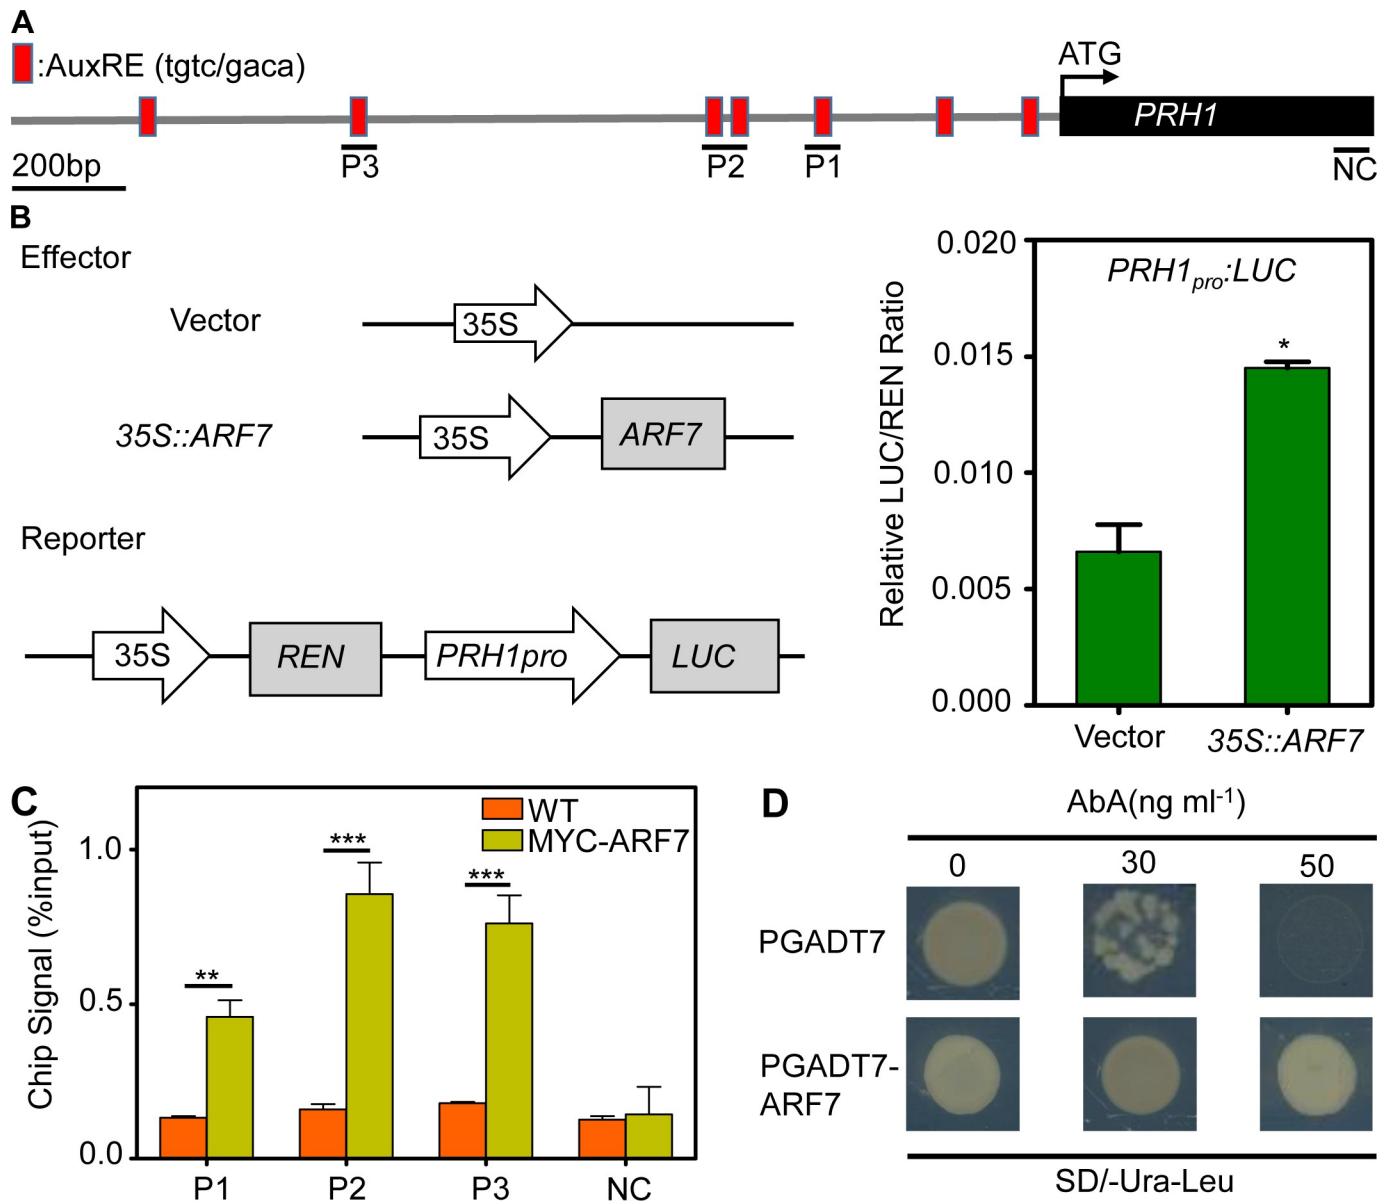 A
:AuxRE (tgtc/gaca)
ATG
PRH1
P3
P2
P1
NC
200bp
B
Effector
Vector
35S
35S::ARF7
35S
ARF7
Reporter
35S
REN
PRH1pro
LUC
Relative LUC/REN Ratio
0.020
0.015
0.010
0.005
0.000
PRH1pro:LUC
*
Vector
35S::ARF7
C
Chip Signal (%input)
1.0
0.5
0.0
WT
MYC-ARF7
**
***
***
P1
P2
P3
NC
D
AbA(ng ml-1)
0
30
50
PGADT7
PGADT7-
ARF7
SD/-Ura-Leu